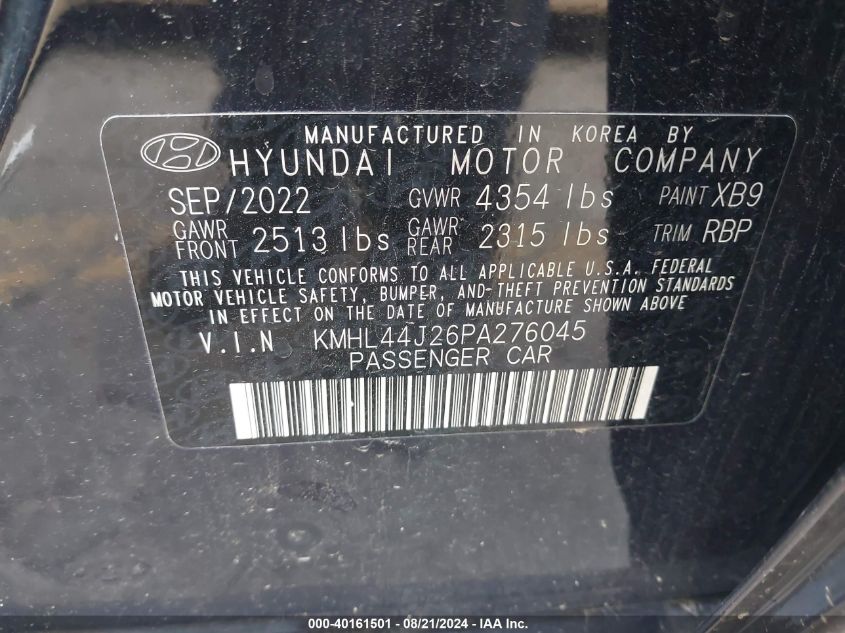 MANUFACTURED IN KOREA BY
HYUNDAI MOTOR COMPANY
SEP/2022 GVWR 4354 lbs PAINT XB9
GAWR FRONT 2513 lbs GAWR REAR 2315 lbs TRIM RBP
THIS VEHICLE CONFORMS TO ALL APPLICABLE U.S.A. FEDERAL
MOTOR VEHICLE SAFETY, BUMPER, AND-THEFT PREVENTION STANDARDS
IN EFFECT ON THE DATE OF MANUFACTURE SHOWN ABOVE
V.I.N KMHL44J26PA276045
PASSENGER CAR
000-40161501 - 08/21/2024 - IAA Inc.